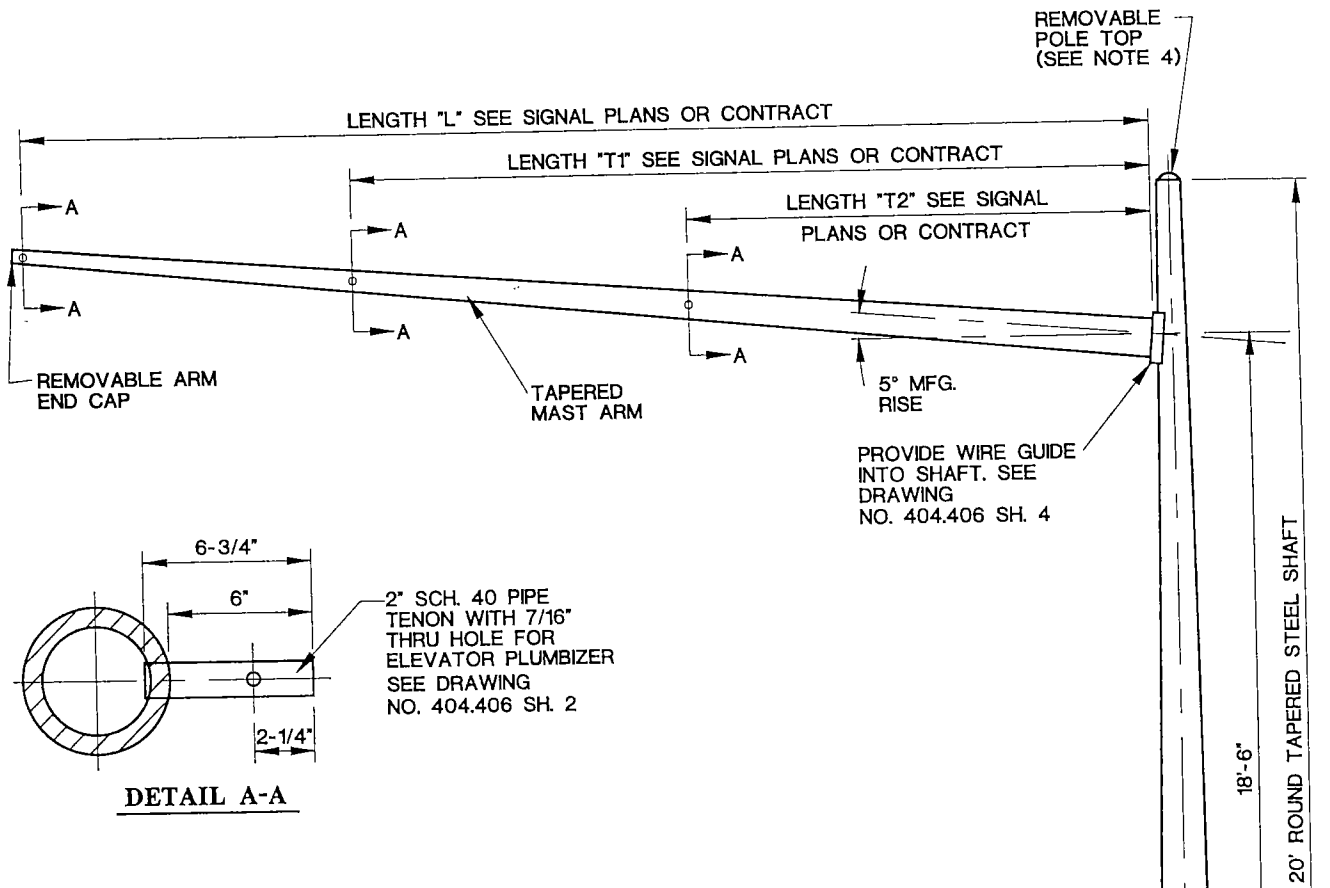 REMOVABLE
POLE TOP
(SEE NOTE 4)
LENGTH "L" SEE SIGNAL PLANS OR CONTRACT
LENGTH "T1" SEE SIGNAL PLANS OR CONTRACT
LENGTH "T2" SEE SIGNAL
PLANS OR CONTRACT
A
A
A
A
A
A
REMOVABLE ARM
END CAP
TAPERED
MAST ARM
5° MFG.
RISE
PROVIDE WIRE GUIDE
INTO SHAFT. SEE
DRAWING
NO. 404.406 SH. 4
6-3/4"
6"
2" SCH. 40 PIPE
TENON WITH 7/16"
THRU HOLE FOR
ELEVATOR PLUMBIZER
SEE DRAWING
NO. 404.406 SH. 2
2-1/4"
DETAIL A-A
18'-6"
20' ROUND TAPERED STEEL SHAFT